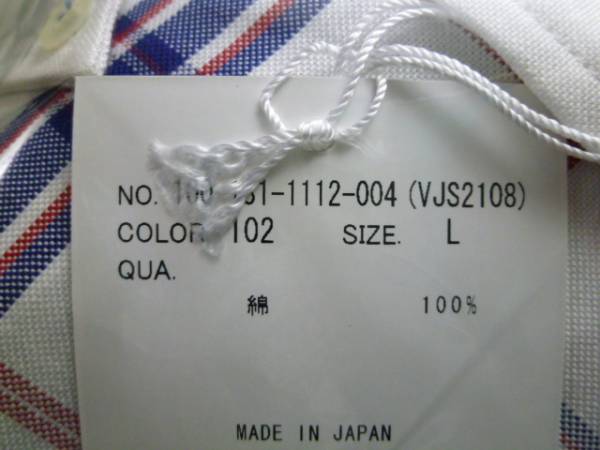 NO. 1112-004 (VJS2108)
COLOR 102 SIZE. L
QUA.
綿 100%
MADE IN JAPAN